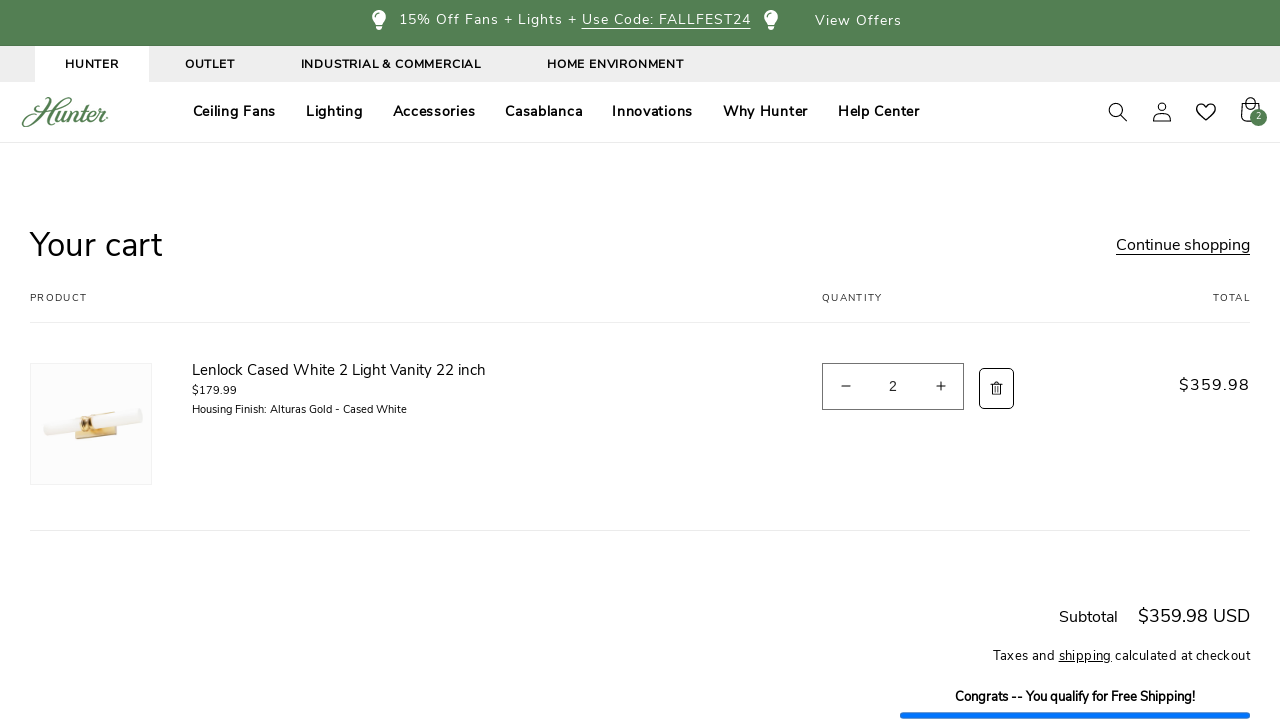 15% Off Fans + Lights + Use Code: FALLFEST24
View Offers
HUNTER
OUTLET
INDUSTRIAL & COMMERCIAL
HOME ENVIRONMENT
Hunter
Ceiling Fans
Lighting
Accessories
Casablanca
Innovations
Why Hunter
Help Center
2
Your cart
Continue shopping
PRODUCT
QUANTITY
TOTAL
Lenlock Cased White 2 Light Vanity 22 inch
$179.99
Housing Finish: Alturas Gold - Cased White
2
$359.98
Subtotal $359.98 USD
Taxes and shipping calculated at checkout
Congrats -- You qualify for Free Shipping!